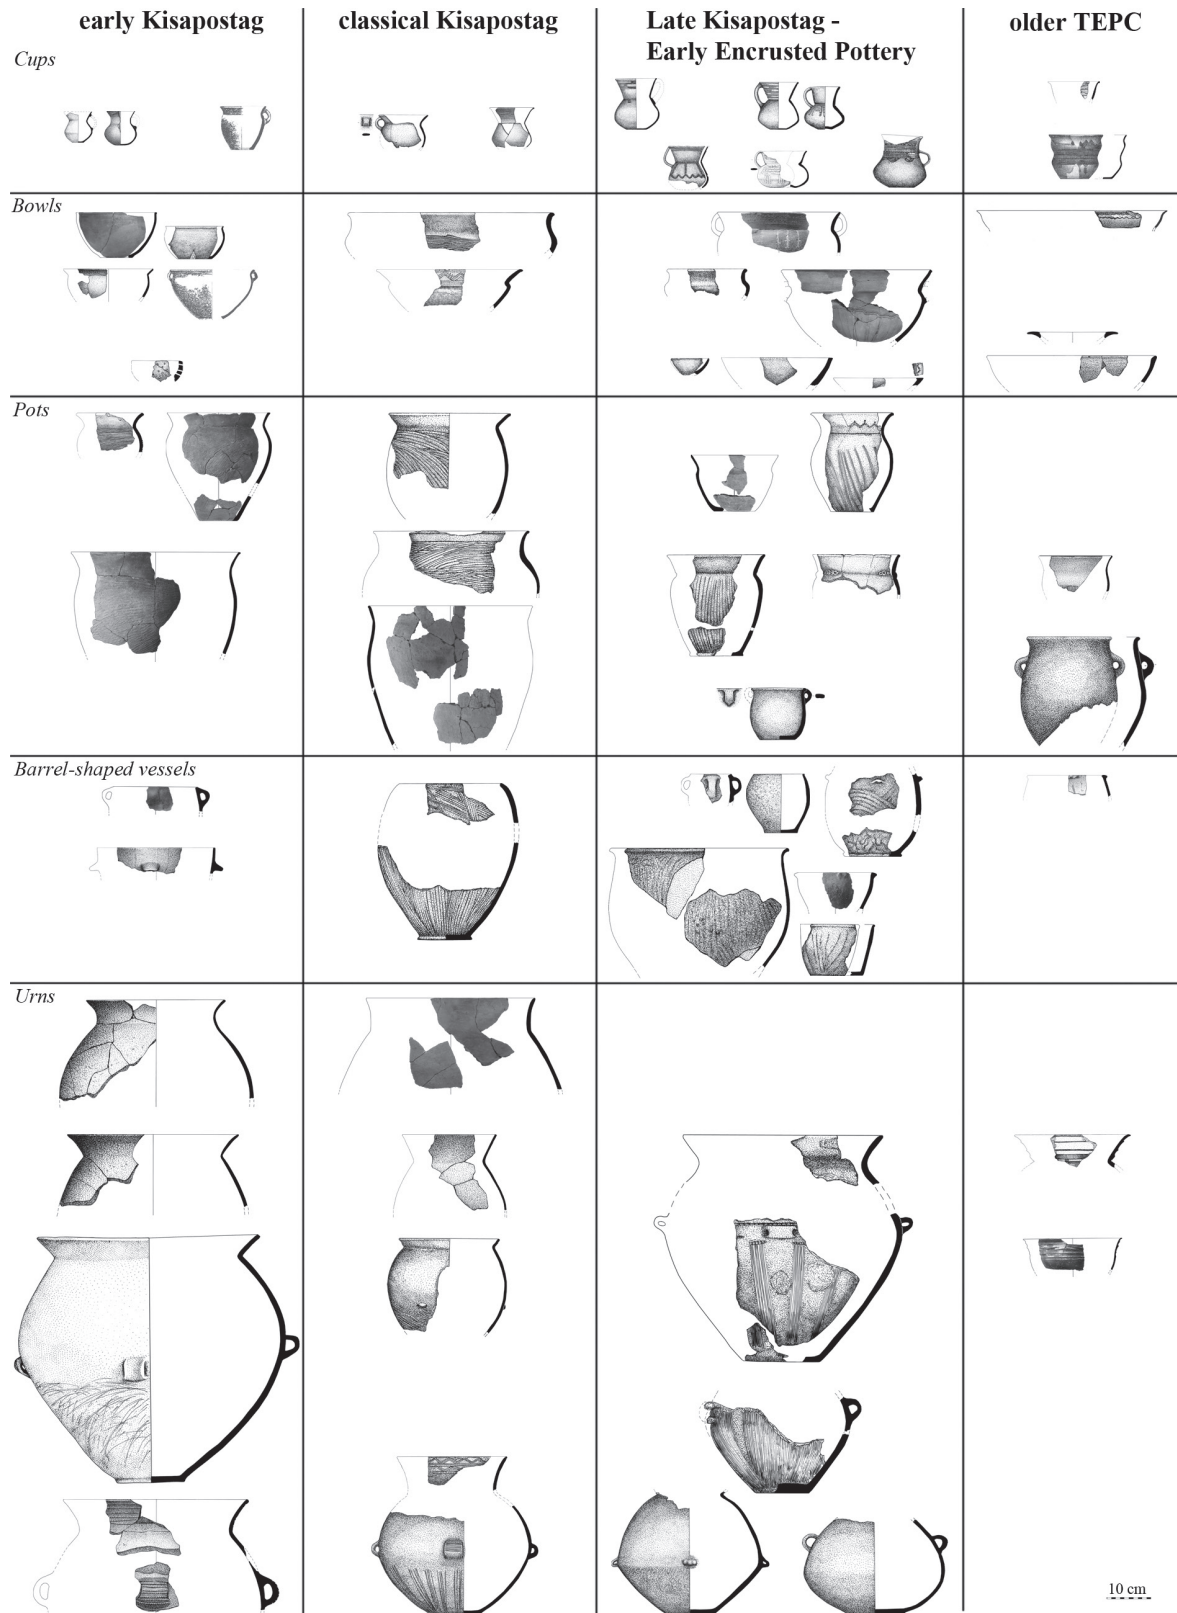 early Kisapostag
classical Kisapostag
Late Kisapostag -
Early Encrusted Pottery
older TEPC
Cups
Bowls
Pots
Barrel-shaped vessels
Urns
10 cm